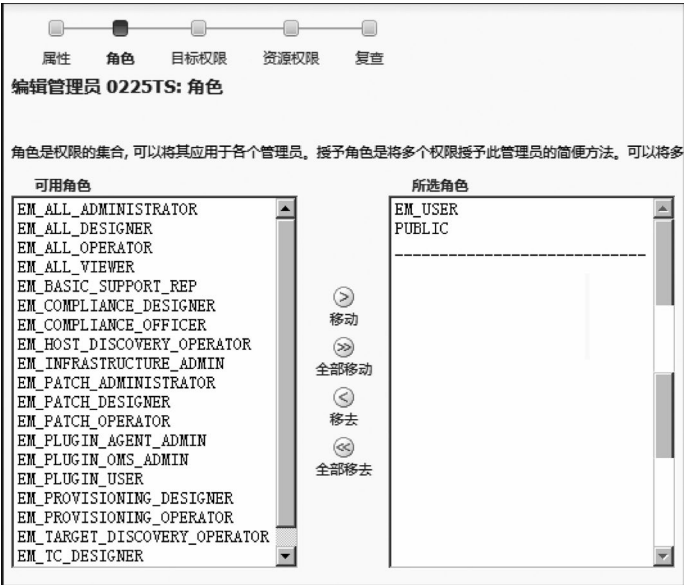 属性 角色 目标权限 资源权限 复查
编辑管理员 0225TS: 角色
角色是权限的集合, 可以将其应用于各个管理员。授予角色是将多个权限授予此管理员的简便方法。可以将多
可用角色
EM_ALL_ADMINISTRATOR
EM_ALL_DESIGNER
EM_ALL_OPERATOR
EM_ALL_VIEWER
EM_BASIC_SUPPORT_REP
EM_COMPLIANCE_DESIGNER
EM_COMPLIANCE_OFFICER
EM_HOST_DISCOVERY_OPERATOR
EM_INFRASTRUCTURE_ADMIN
EM_PATCH_ADMINISTRATOR
EM_PATCH_DESIGNER
EM_PATCH_OPERATOR
EM_PLUGIN_AGENT_ADMIN
EM_PLUGIN_OMS_ADMIN
EM_PLUGIN_USER
EM_PROVISIONING_DESIGNER
EM_PROVISIONING_OPERATOR
EM_TARGET_DISCOVERY_OPERATOR
EM_TC_DESIGNER
移动
全部移动
移去
全部移去
所选角色
EM_USER
PUBLIC